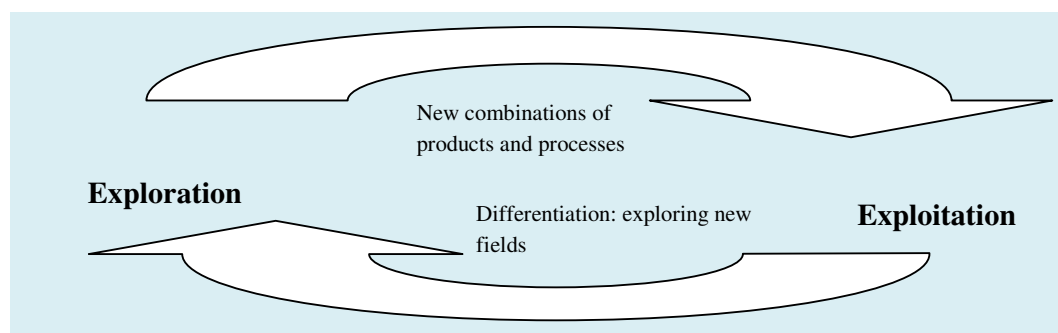 New combinations of
products and processes
Exploration
Differentiation: exploring new
fields
Exploitation